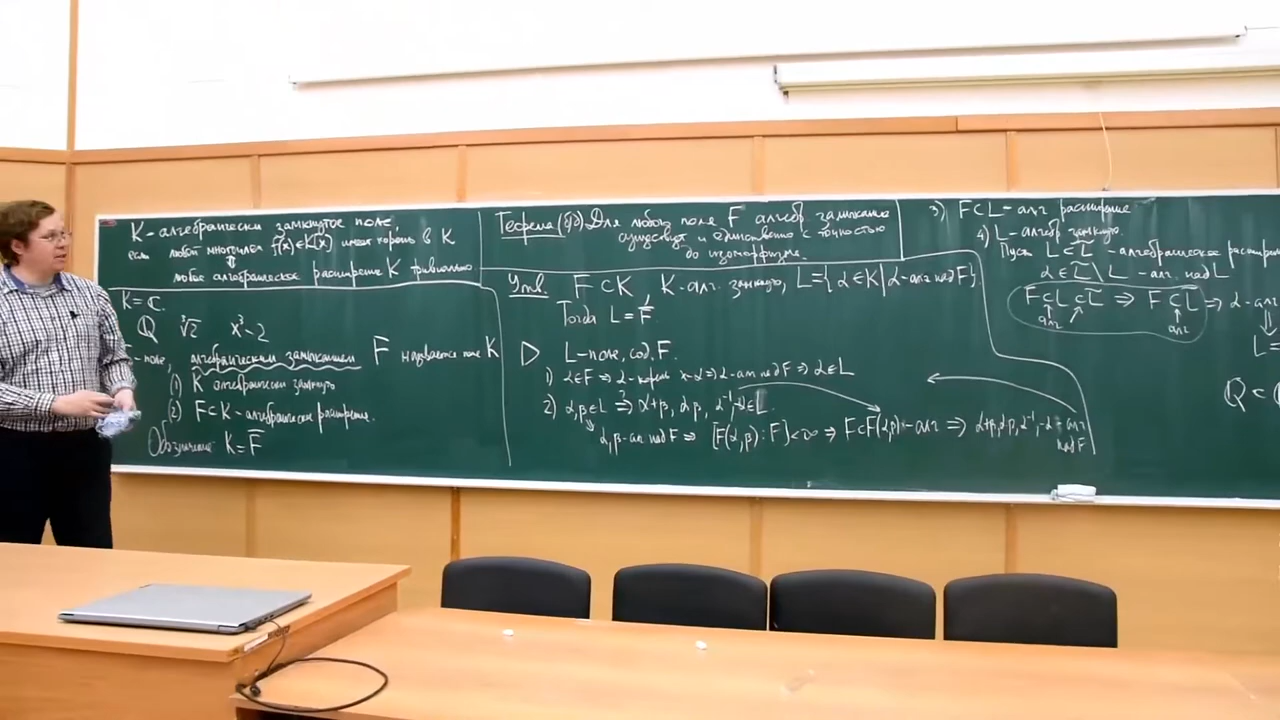 K - алгебраически замкнутое поле,
если любой многочлен f(x) ∈ K[x] имеет корень в K
⇕
любое алгебраическое расширение K тривиально
K = ℂ.
ℚ ∛2 x³-2
- поле, алгебраическим замыканием F̅ называется поле K
(1) K алгебраически замкнуто
(2) F⊂K - алгебраическое расширение.
Обозначение K = F̅
Теорема (б/д) Для любого поля F алгебр. замыкание
существует и единственно с точностью
до изоморфизма.
Утв. F⊂K K-алг. замкнуто, L={α∈K | α-алг над F}.
Тогда L = F̅.
▷ L-поле, сод. F.
1) α∈F ⇒ α-корень x-α ⇒ α-алг над F ⇒ α∈L
2) α,β∈L ⇒? α+β, αβ, α⁻¹, -α∈L.
α,β-алг над F ⇒ [F(α,β):F]<∞ ⇒ F⊂F(α,β) - алг ⇒ α+β, αβ, α⁻¹, -α - алг
над F
3) F⊂L - алг расширение
4) L - алгебр. замкнуто.
Пусть L⊂L̅ - алгебраическое расширен
α∈L̅\L - алг. над L
F⊂L⊂L̅ ⇒ F⊂L̅ ⇒ α-алг
алг алг ⇓
L =
ℚ⊂